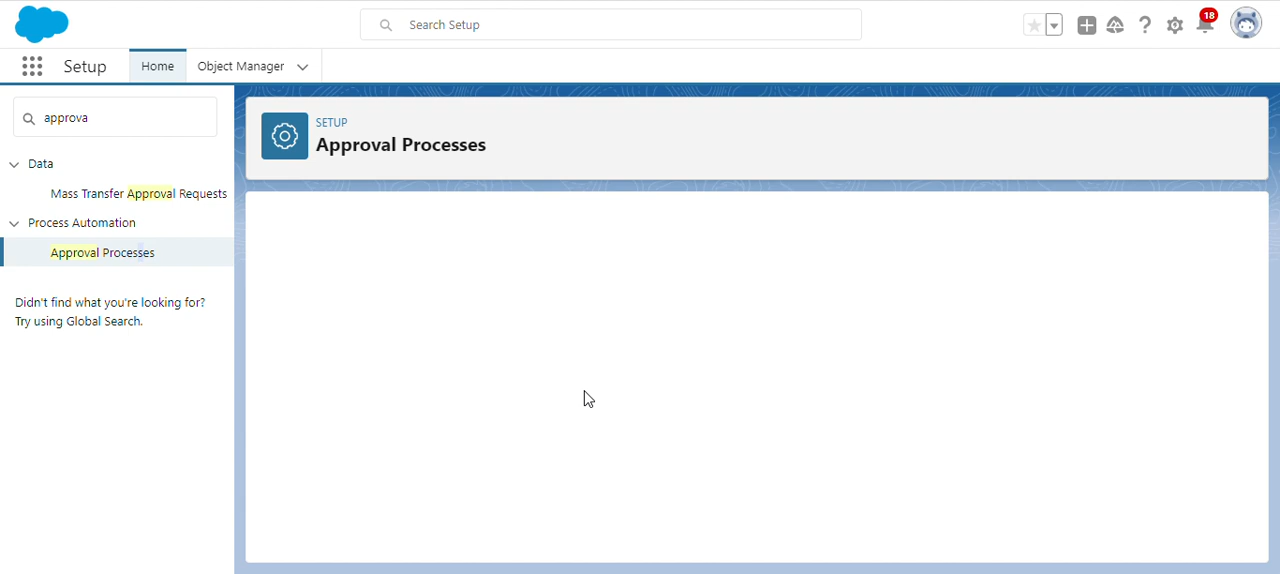 Search Setup
18
Setup
Home
Object Manager
approva
SETUP
Approval Processes
Data
Mass Transfer Approval Requests
Process Automation
Approval Processes
Didn't find what you're looking for?
Try using Global Search.